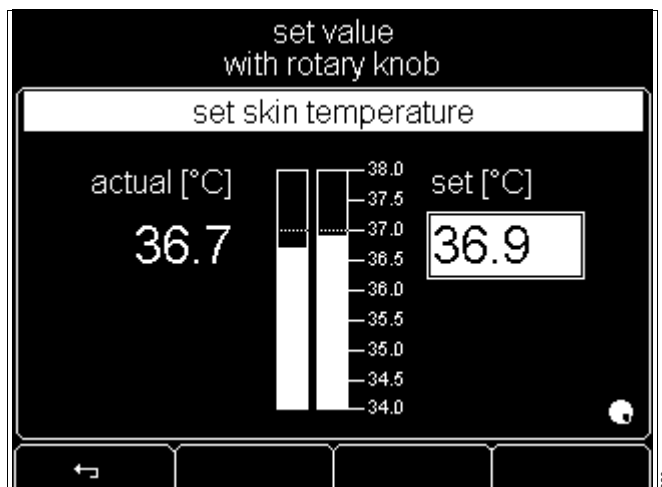 set value
with rotary knob
set skin temperature
actual [°C]
36.7
38.0
37.5
37.0
36.5
36.0
35.5
35.0
34.5
34.0
set [°C]
36.9